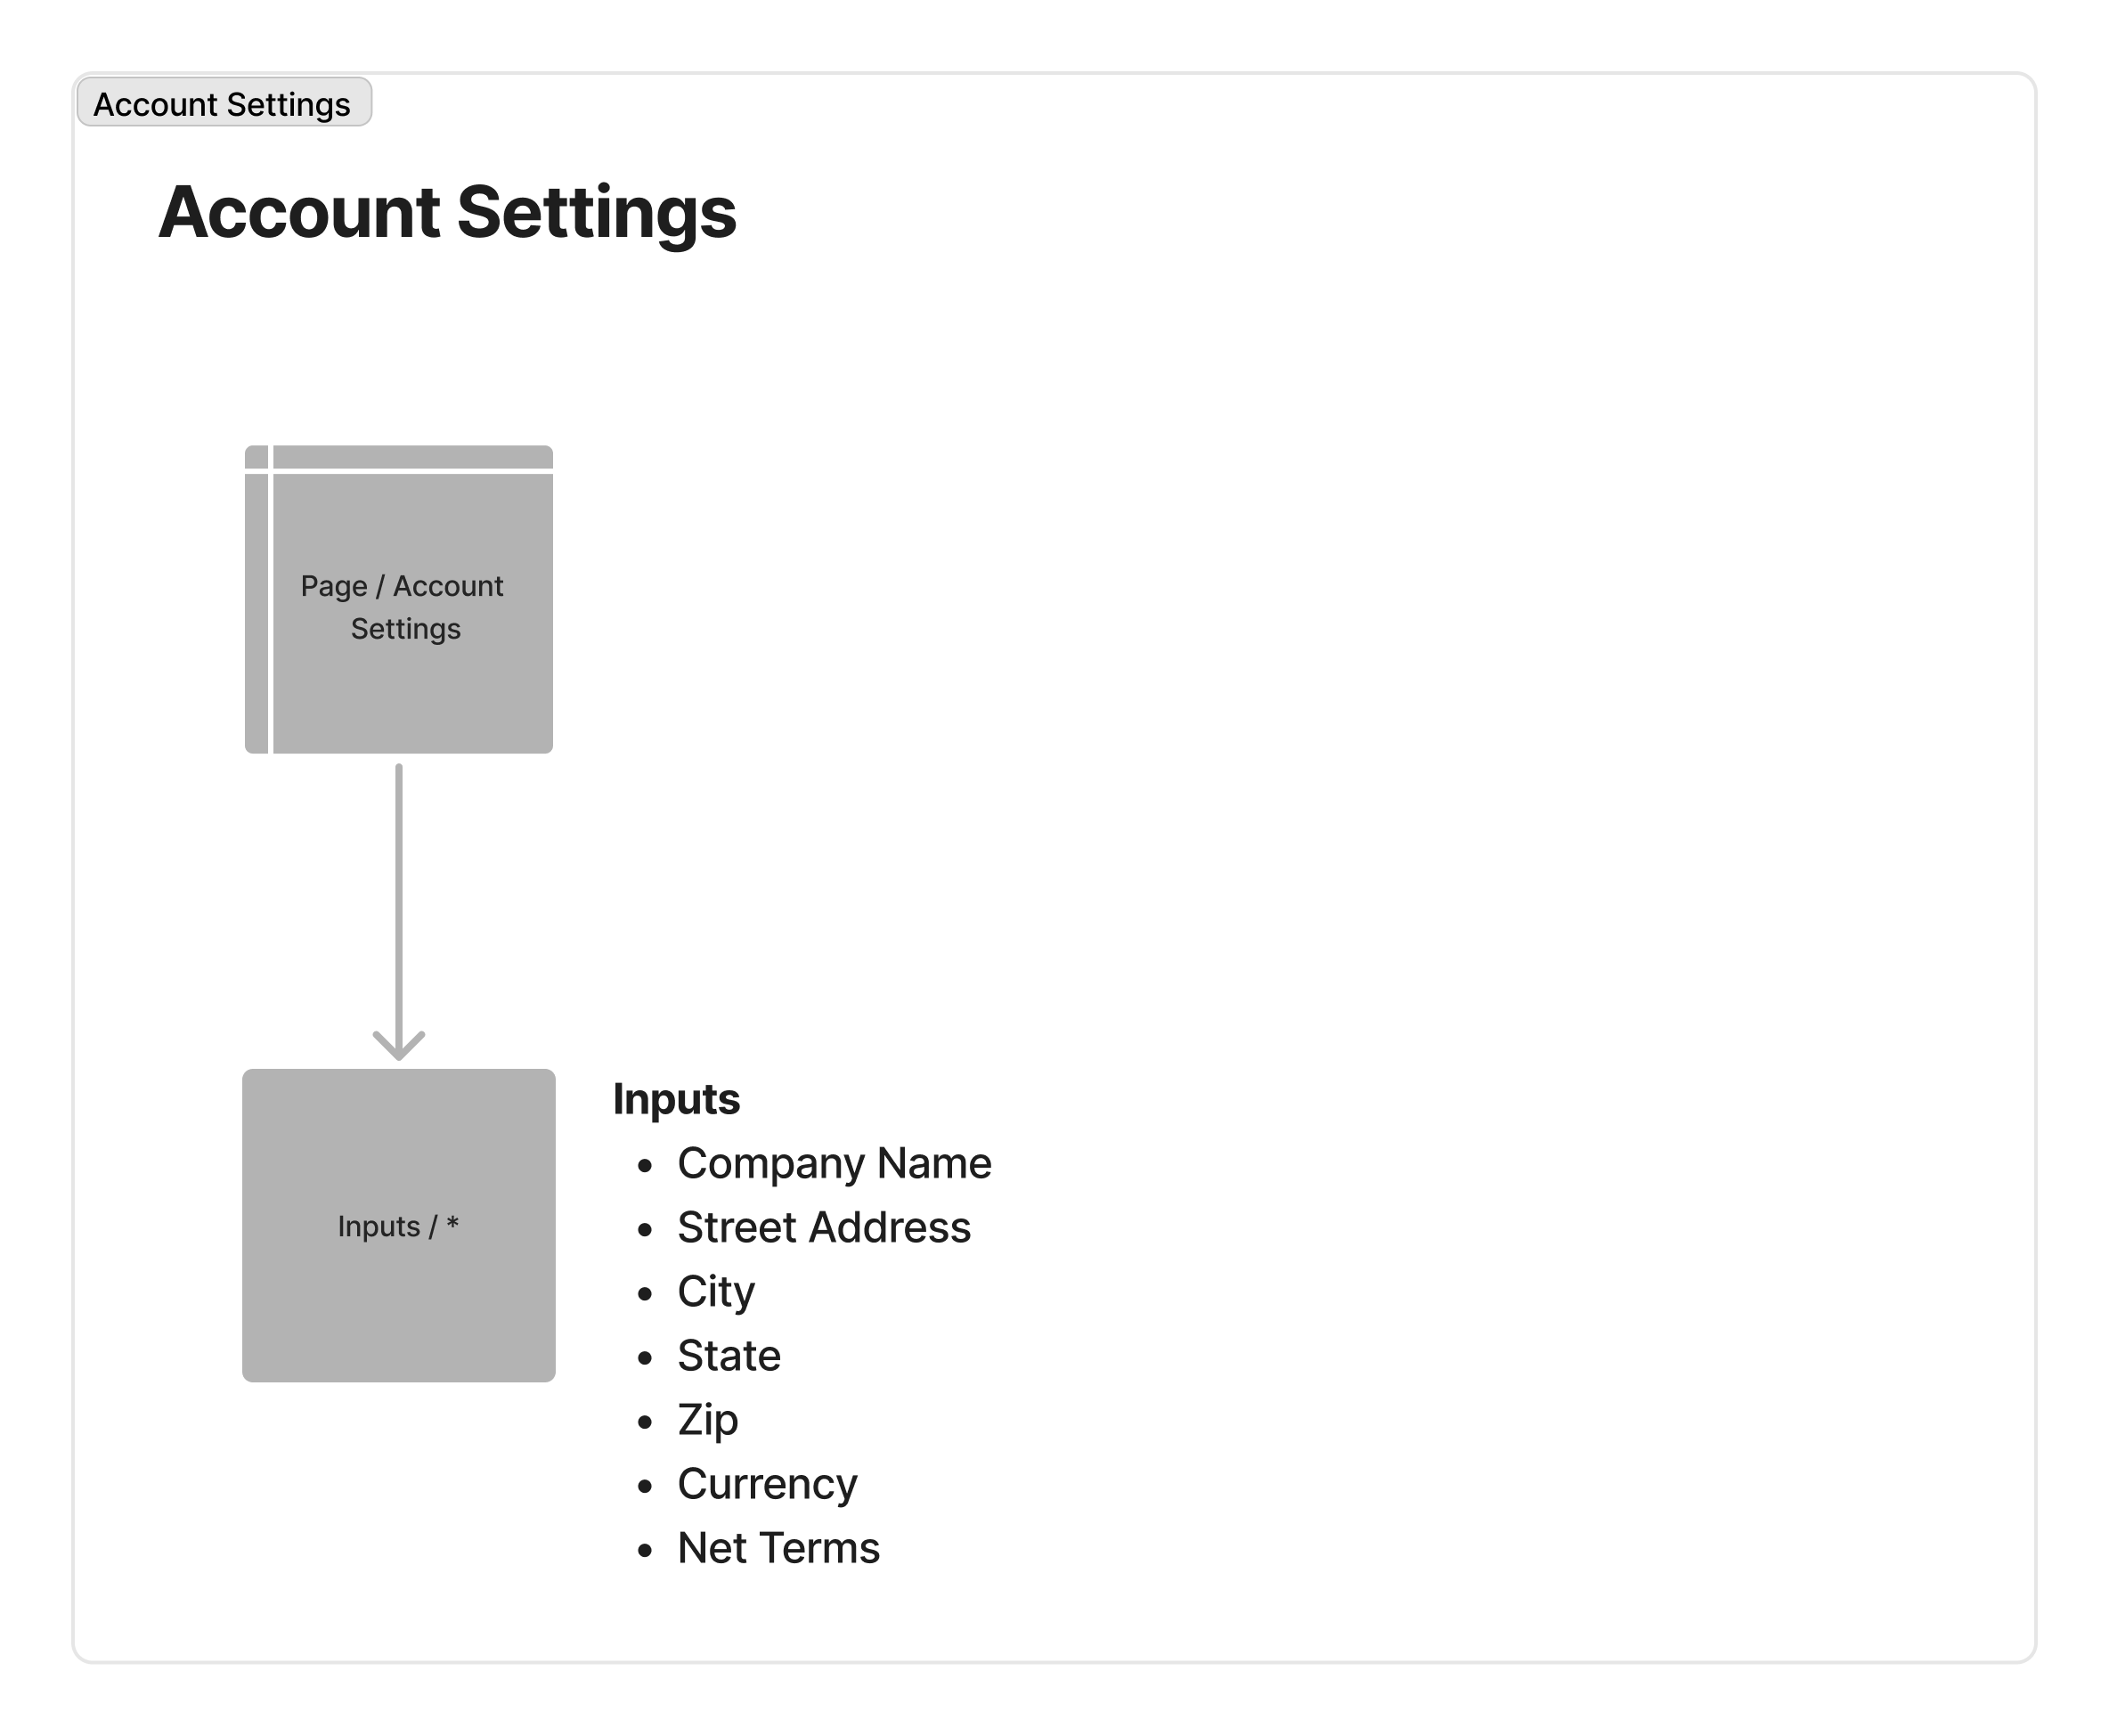 Account Settings
Account Settings
Page / Account
Settings
Inputs / *
Inputs
Company Name
Street Address
City
State
Zip
Currency
Net Terms